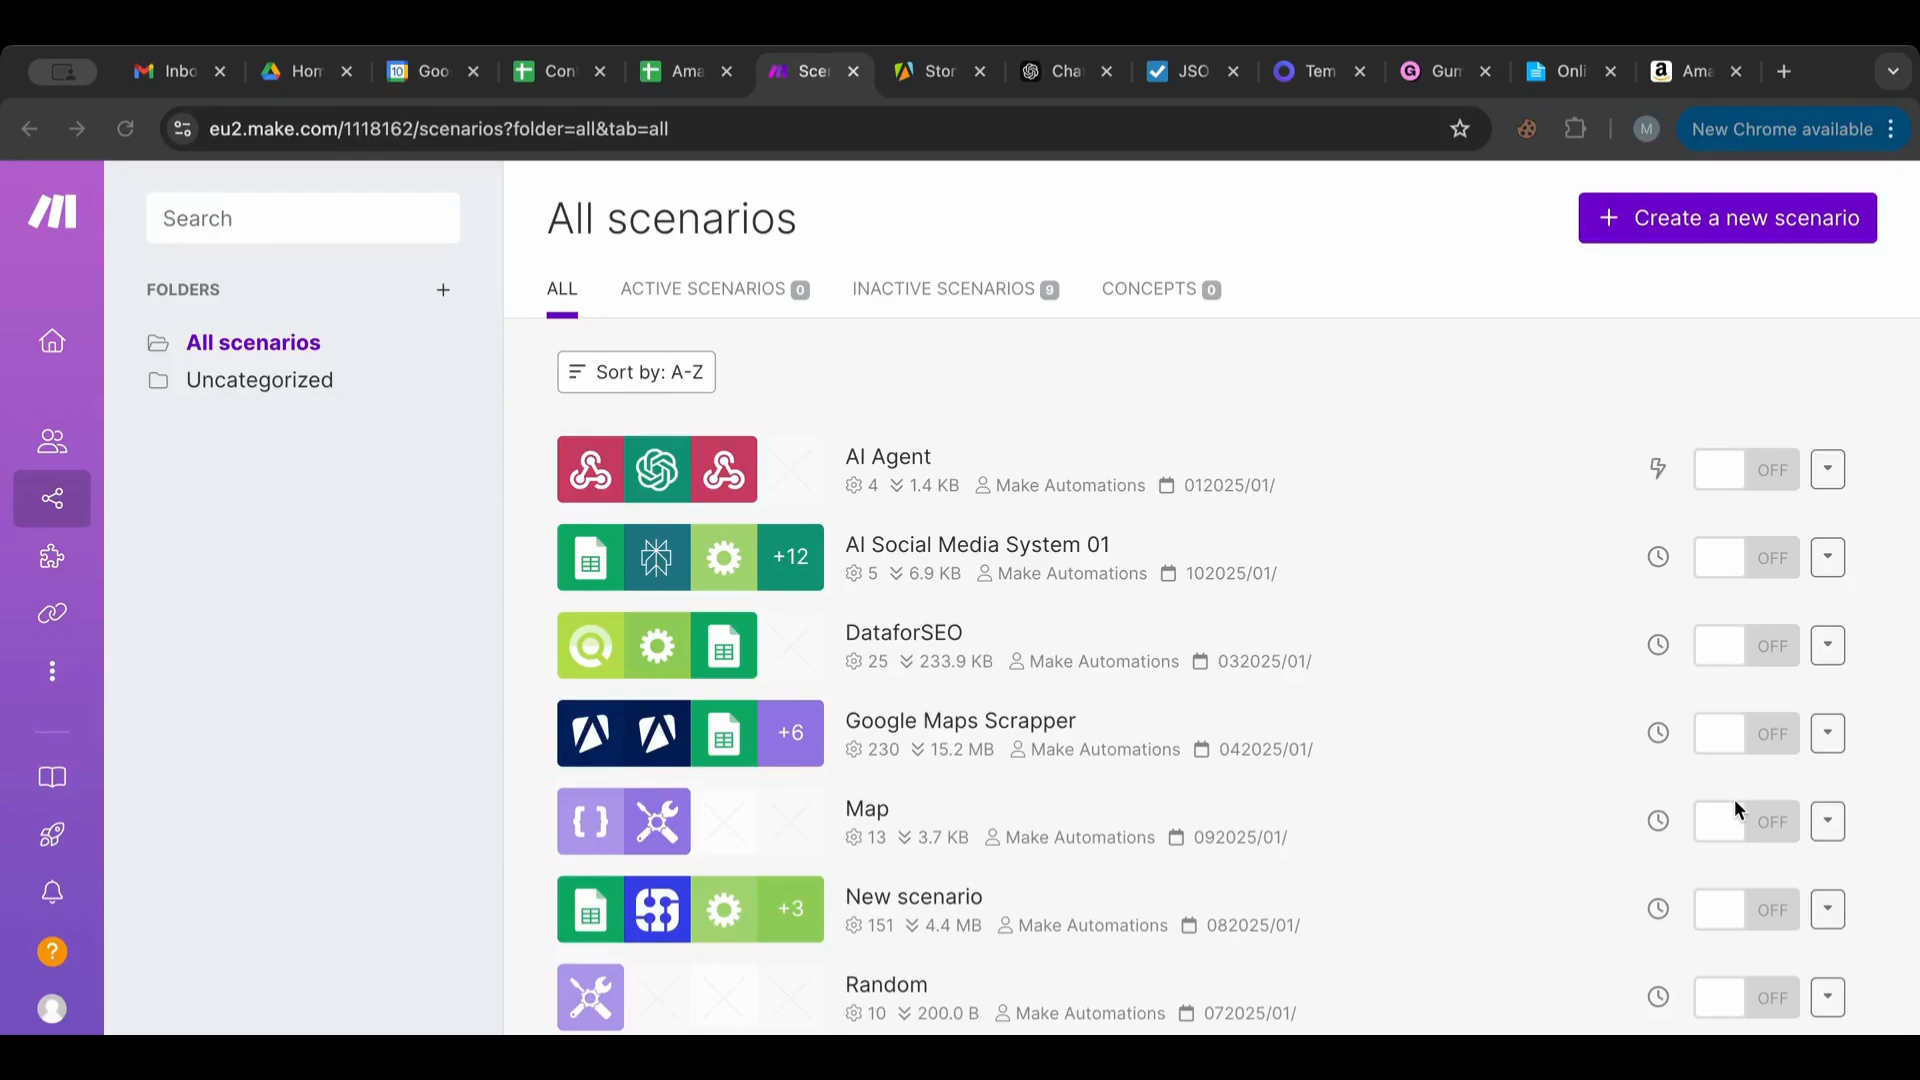 Inbo
Hom
10 Goo
Con
Ama
Scen
Stor
Cha
JSO
Tem
G Gum
Onli
a Ama
eu2.make.com/1118162/scenarios?folder=all&tab=all
M
New Chrome available
Search
All scenarios
+ Create a new scenario
FOLDERS +
ALL
ACTIVE SCENARIOS 0
INACTIVE SCENARIOS 9
CONCEPTS 0
All scenarios
Uncategorized
Sort by: A-Z
AI Agent
4 1.4 KB Make Automations 012025/01/
OFF
+12
AI Social Media System 01
5 6.9 KB Make Automations 102025/01/
OFF
DataforSEO
25 233.9 KB Make Automations 032025/01/
OFF
+6
Google Maps Scrapper
230 15.2 MB Make Automations 042025/01/
OFF
{ }
Map
13 3.7 KB Make Automations 092025/01/
OFF
+3
New scenario
151 4.4 MB Make Automations 082025/01/
OFF
Random
10 200.0 B Make Automations 072025/01/
OFF
?